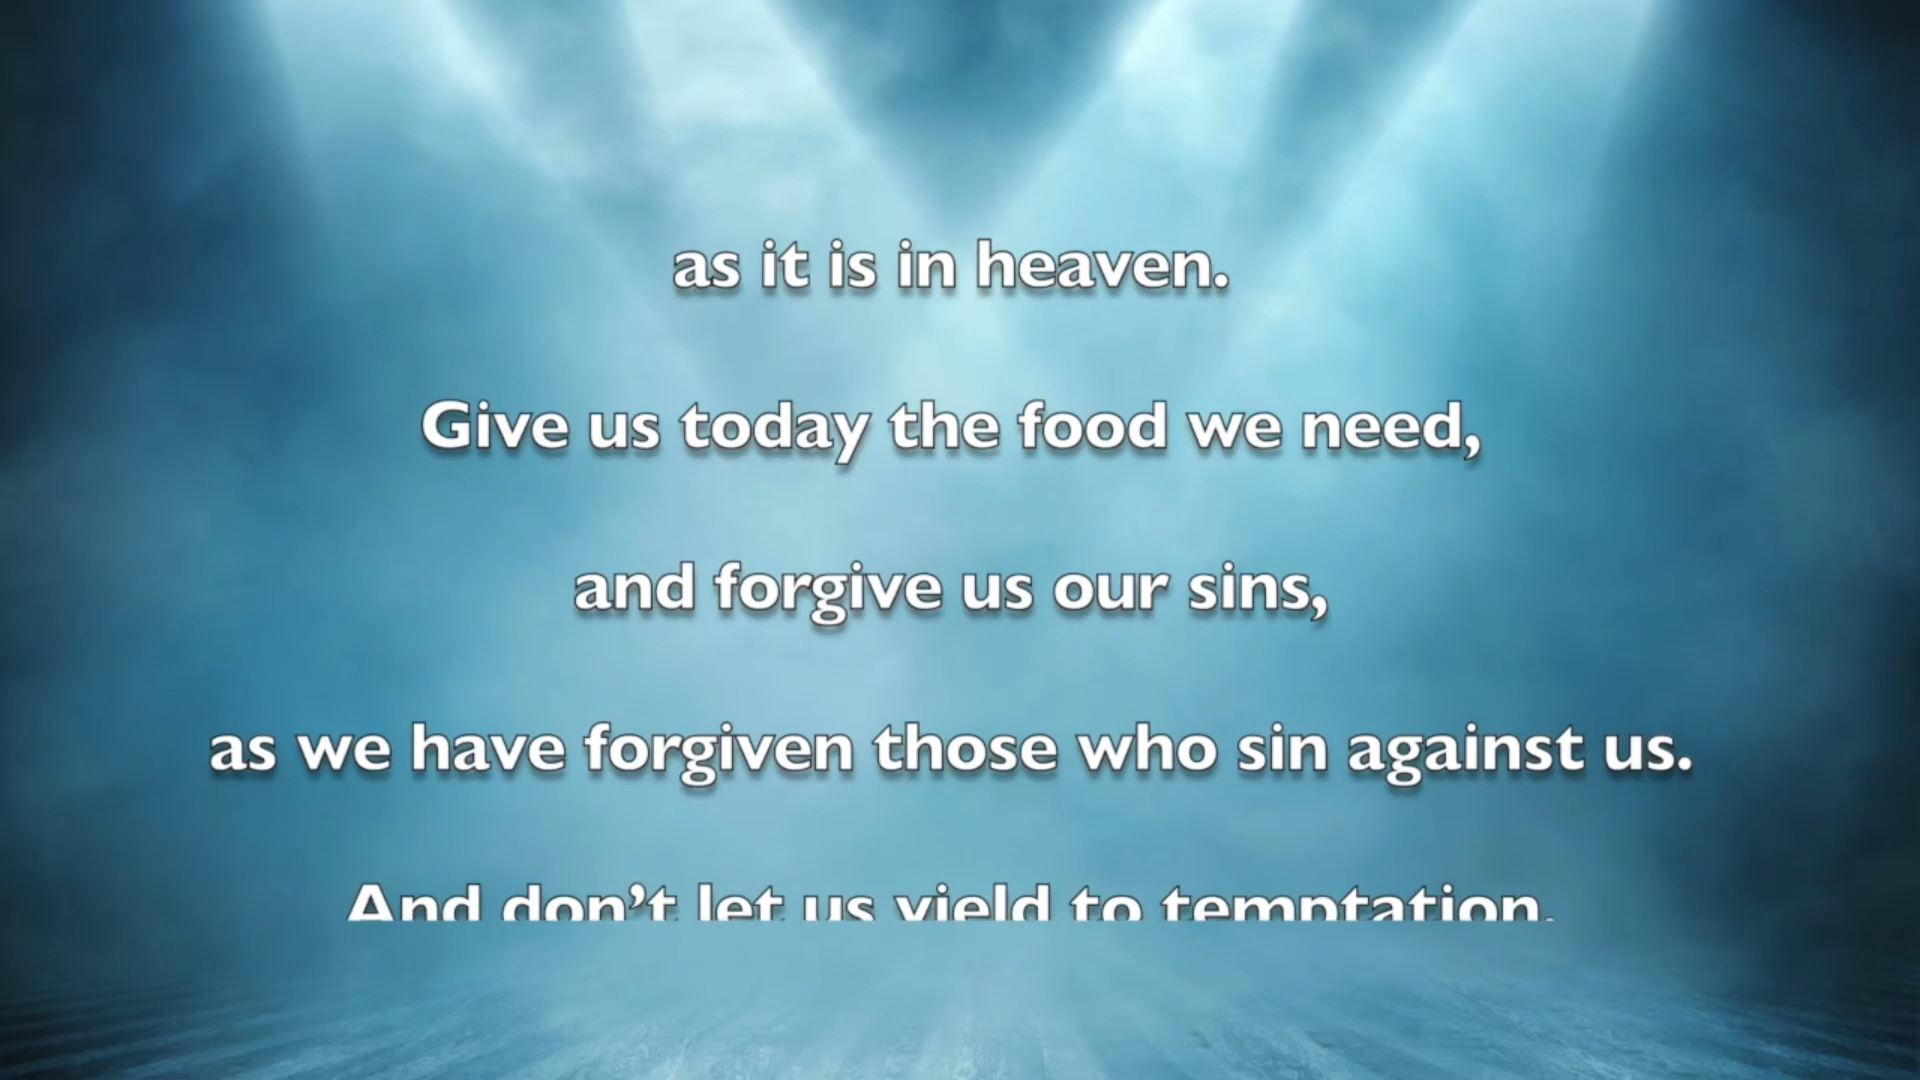 as it is in heaven.
Give us today the food we need,
and forgive us our sins,
as we have forgiven those who sin against us.
And don’t let us yield to temptation,